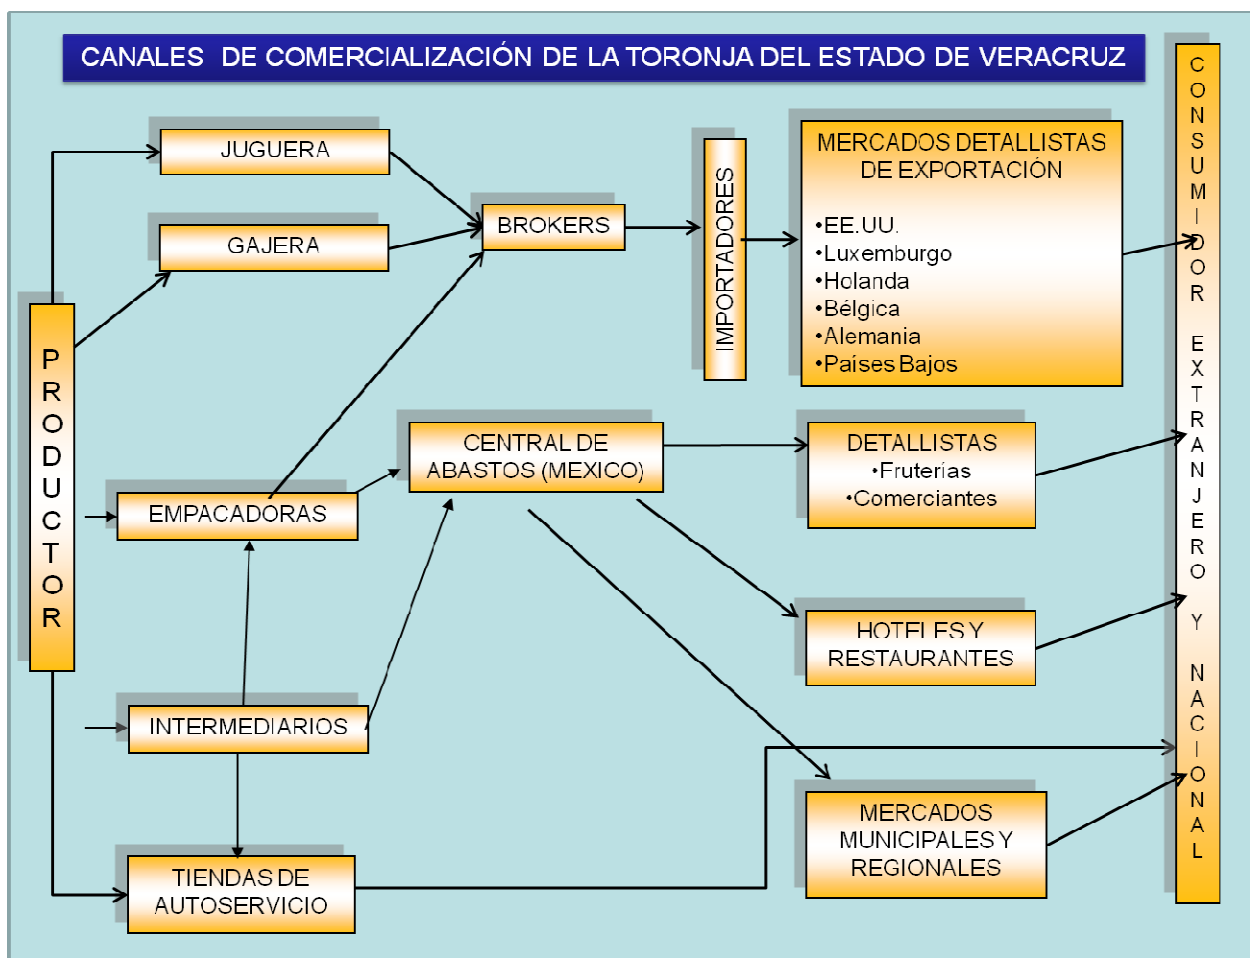 CANALES DE COMERCIALIZACIÓN DE LA TORONJA DEL ESTADO DE VERACRUZ
PRODUCTOR
JUGUERA
GAJERA
EMPACADORAS
INTERMEDIARIOS
TIENDAS DE
AUTOSERVICIO
BROKERS
CENTRAL DE
ABASTOS (MEXICO)
IMPORTADORES
MERCADOS DETALLISTAS
DE EXPORTACIÓN
•EE.UU.
•Luxemburgo
•Holanda
•Bélgica
•Alemania
•Países Bajos
DETALLISTAS
•Fruterías
•Comerciantes
HOTELES Y
RESTAURANTES
MERCADOS
MUNICIPALES Y
REGIONALES
CONSUMIDOR EXTRANJERO Y NACIONAL